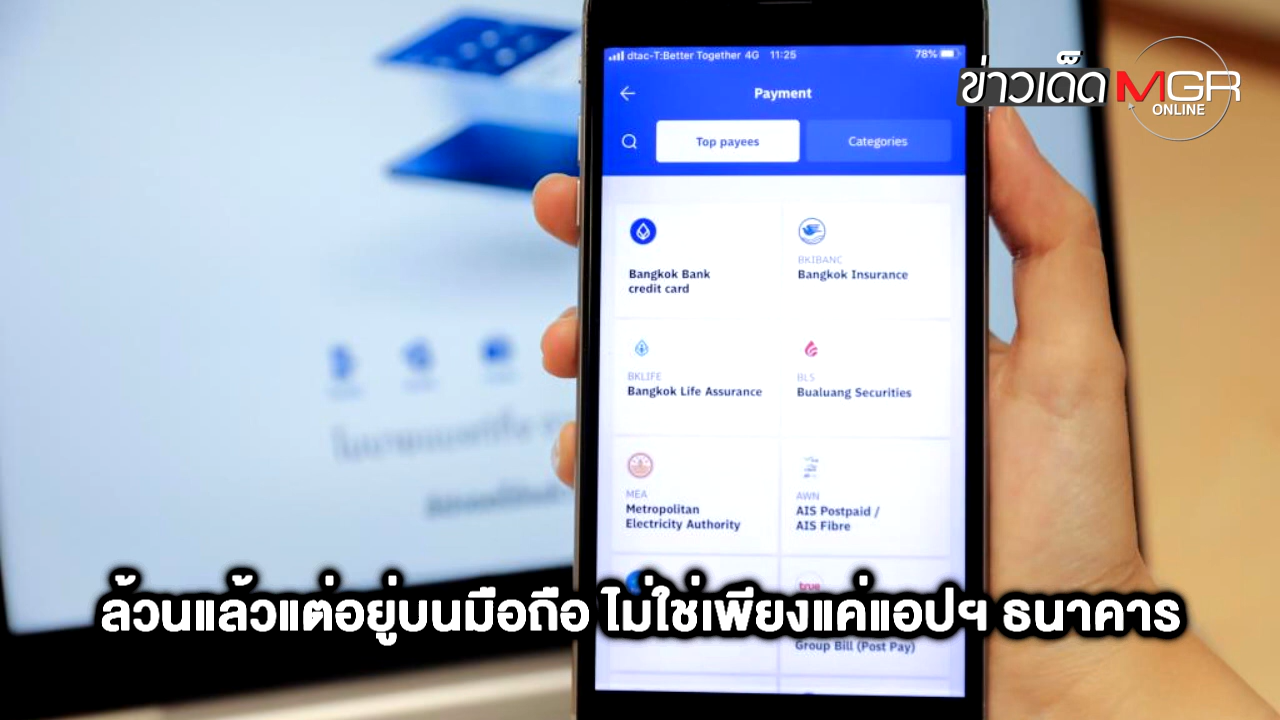 dtac-T:Better Together 4G 11:25 78%
ข่าวเด็ด MGR ONLINE
Payment
Top payees Categories
Bangkok Bank
credit card
BKIBANC
Bangkok Insurance
BKLIFE
Bangkok Life Assurance
BLS
Bualuang Securities
MEA
Metropolitan
Electricity Authority
AWN
AIS Postpaid /
AIS Fibre
true
ล้วนแล้วแต่อยู่บนมือถือ ไม่ใช่เพียงแค่แอปฯ ธนาคาร
Group Bill (Post Pay)